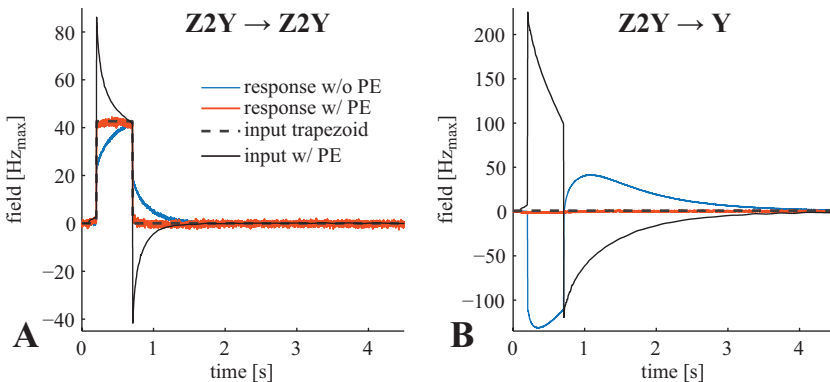 Z2Y → Z2Y
80
60
40
20
0
−20
−40
field [Hzmax]
response w/o PE
response w/ PE
input trapezoid
input w/ PE
0
1
2
3
4
time [s]
A
Z2Y → Y
200
150
100
50
0
−50
−100
field [Hzmax]
0
1
2
3
4
time [s]
B